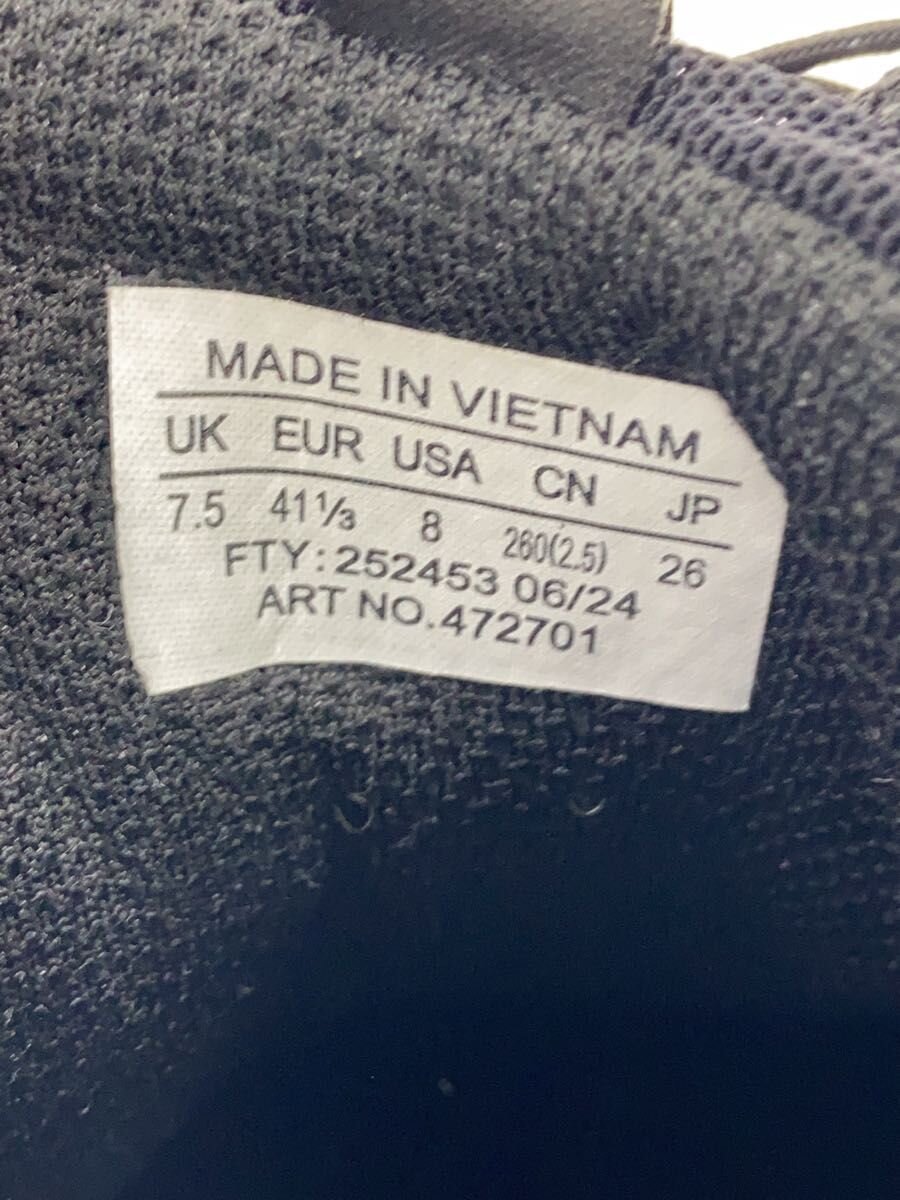 MADE IN VIETNAM
UK EUR USA CN JP
7.5 41⅓ 8 260(2.5) 26
FTY:252453 06/24
ART NO.472701